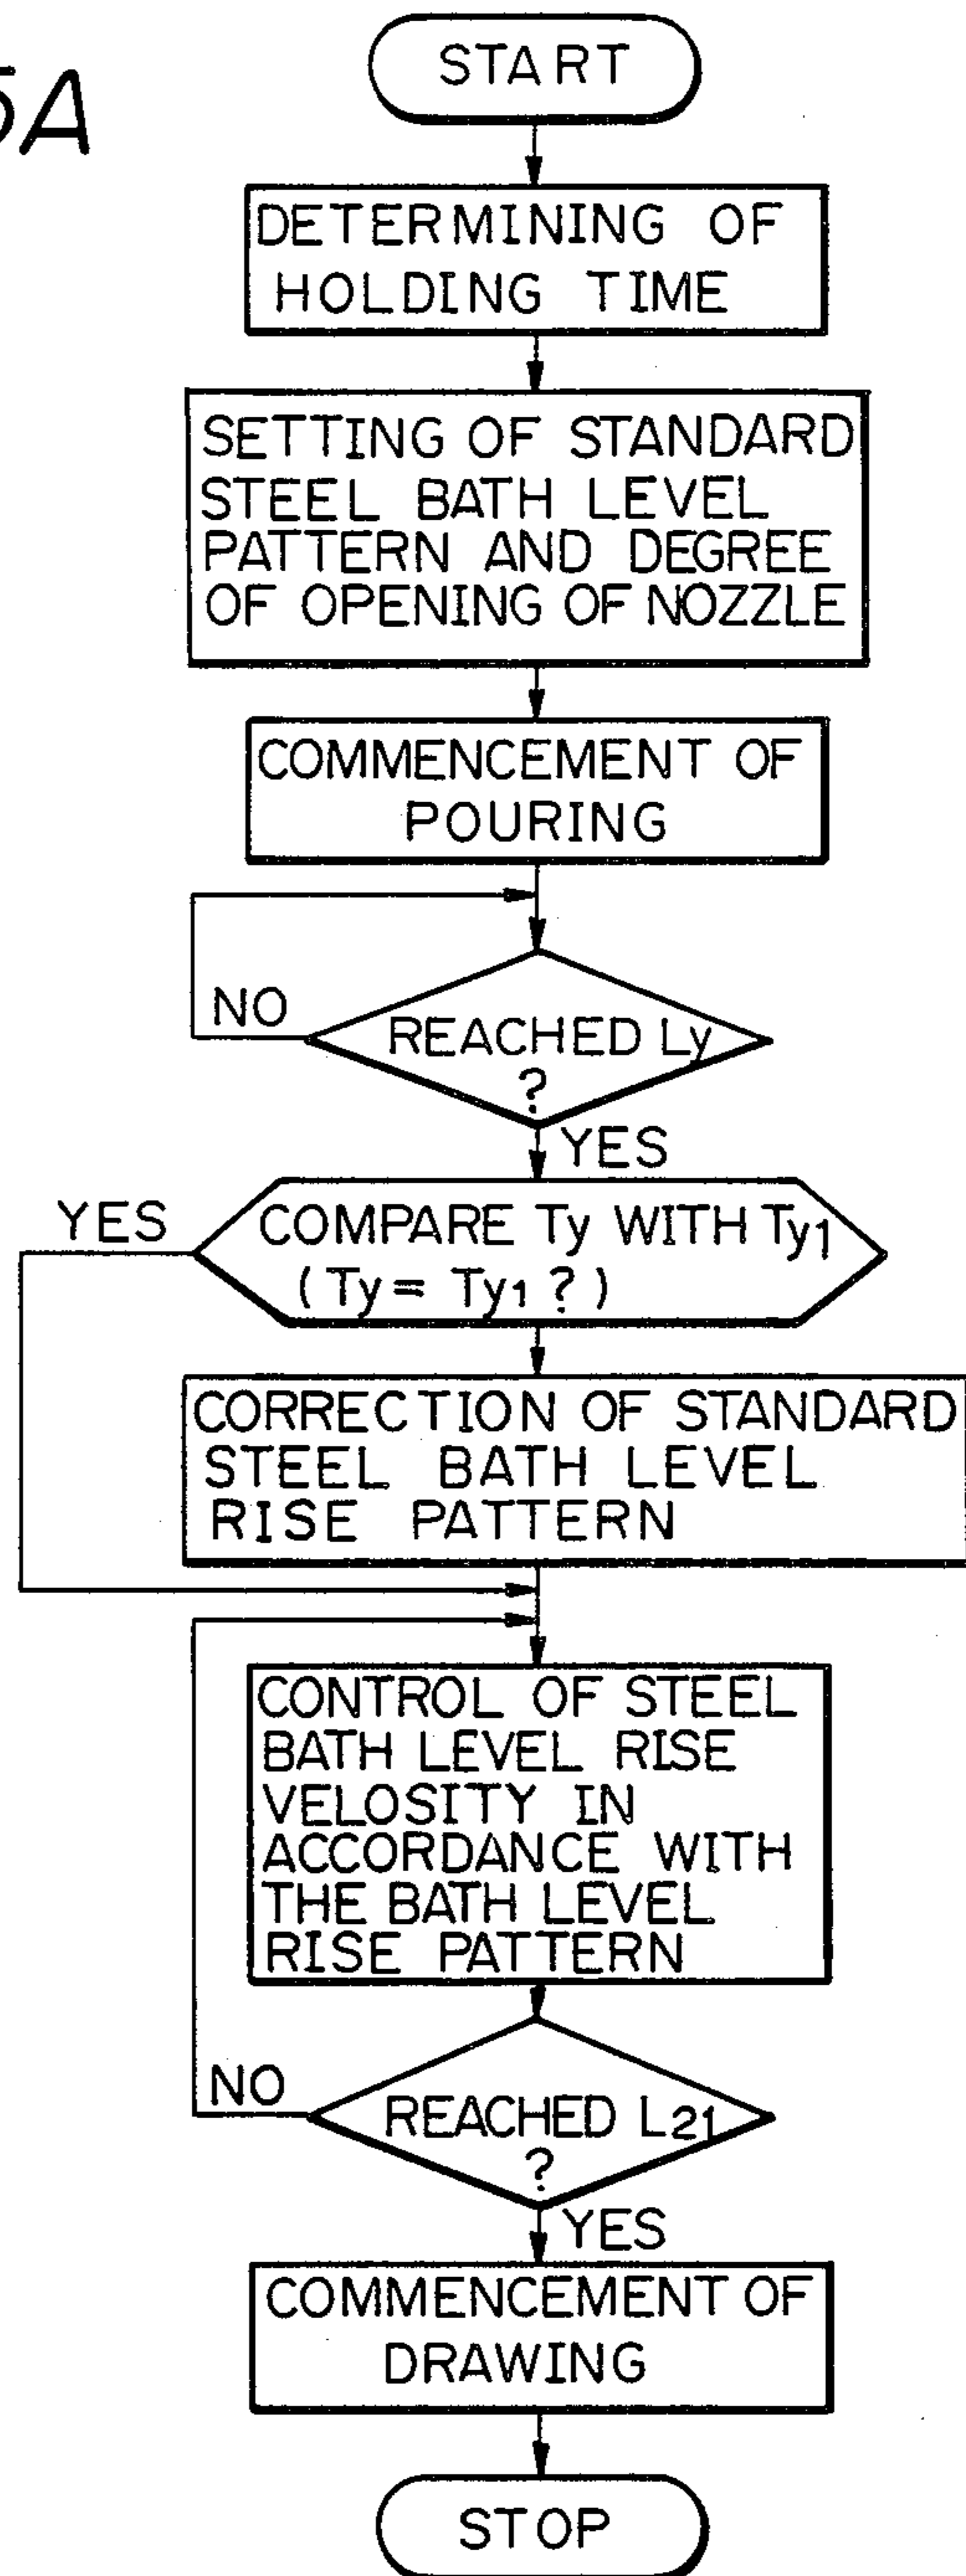 5A
START
DETERMINING OF
HOLDING TIME
SETTING OF STANDARD
STEEL BATH LEVEL
PATTERN AND DEGREE
OF OPENING OF NOZZLE
COMMENCEMENT OF
POURING
NO
REACHED Ly
?
YES
YES
COMPARE Ty WITH Ty1
(Ty = Ty1 ?)
CORRECTION OF STANDARD
STEEL BATH LEVEL
RISE PATTERN
CONTROL OF STEEL
BATH LEVEL RISE
VELOSITY IN
ACCORDANCE WITH
THE BATH LEVEL
RISE PATTERN
NO
REACHED L21
?
YES
COMMENCEMENT OF
DRAWING
STOP